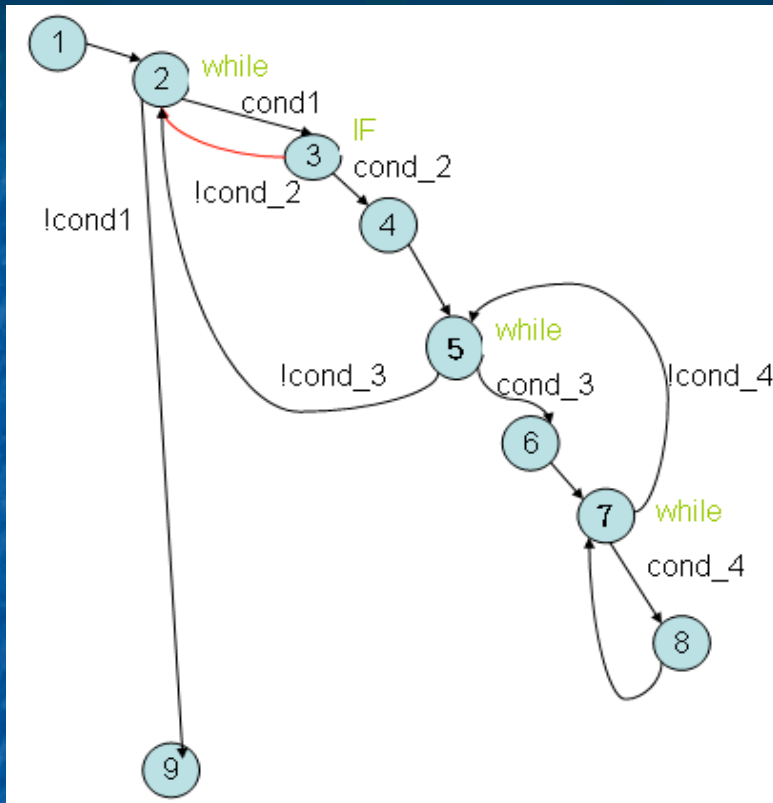 1
2
while
cond1
IF
3
cond_2
!cond_2
!cond1
4
5
while
!cond_3
cond_3
!cond_4
6
7
while
cond_4
8
9